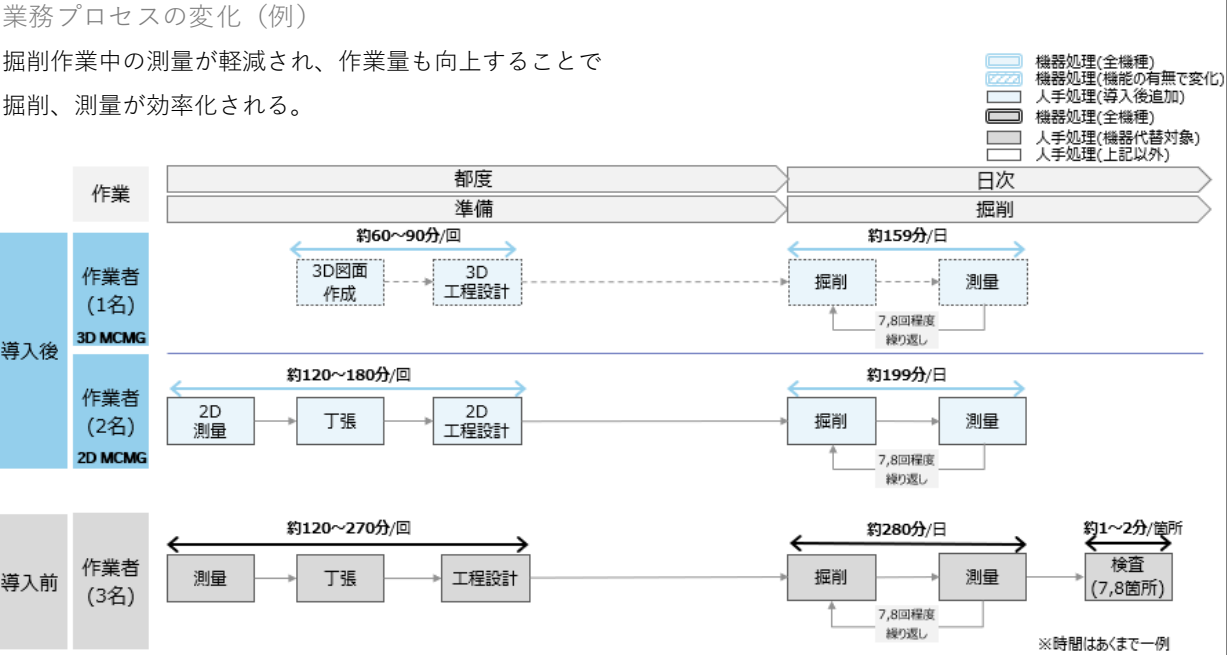 業務プロセスの変化（例）
掘削作業中の測量が軽減され、作業量も向上することで
掘削、測量が効率化される。
機器処理(全機種)
機器処理(機能の有無で変化)
人手処理(導入後追加)
機器処理(全機種)
人手処理(機器代替対象)
人手処理(上記以外)
作業
都度
日次
準備
掘削
導入後
作業者
(1名)
3D MCMG
約60～90分/回
3D図面
作成
3D
工程設計
約159分/日
掘削
測量
7,8回程度
繰り返し
作業者
(2名)
2D MCMG
約120～180分/回
2D
測量
丁張
2D
工程設計
約199分/日
掘削
測量
7,8回程度
繰り返し
導入前
作業者
(3名)
約120～270分/回
測量
丁張
工程設計
約280分/日
掘削
測量
7,8回程度
繰り返し
約1～2分/箇所
検査
(7,8箇所)
※時間はあくまで一例